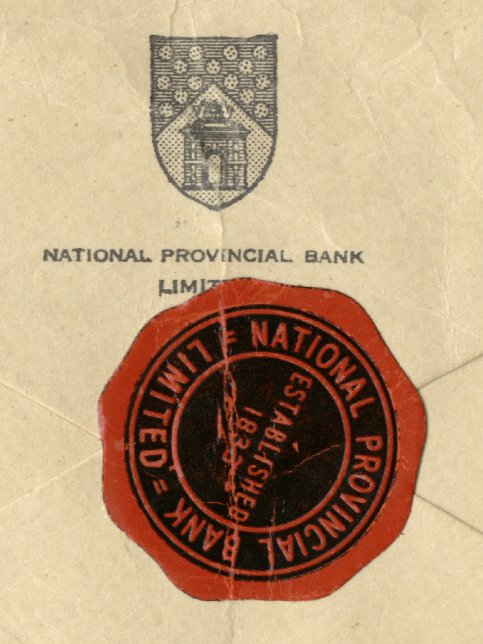 NATIONAL PROVINCIAL BANK
LIMIT
= NATIONAL PROVINCIAL BANK = LIMITED
ESTABLISHED
1833